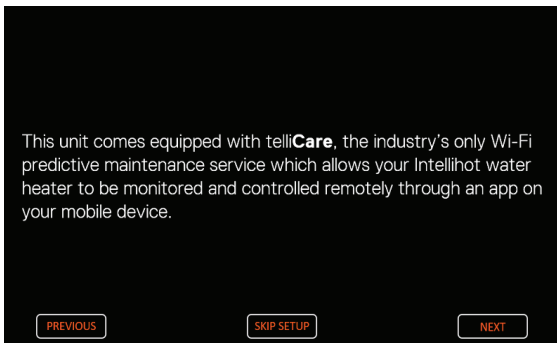 This unit comes equipped with telliCare, the industry's only Wi-Fi
predictive maintenance service which allows your Intellihot water
heater to be monitored and controlled remotely through an app on
your mobile device.
PREVIOUS
SKIP SETUP
NEXT